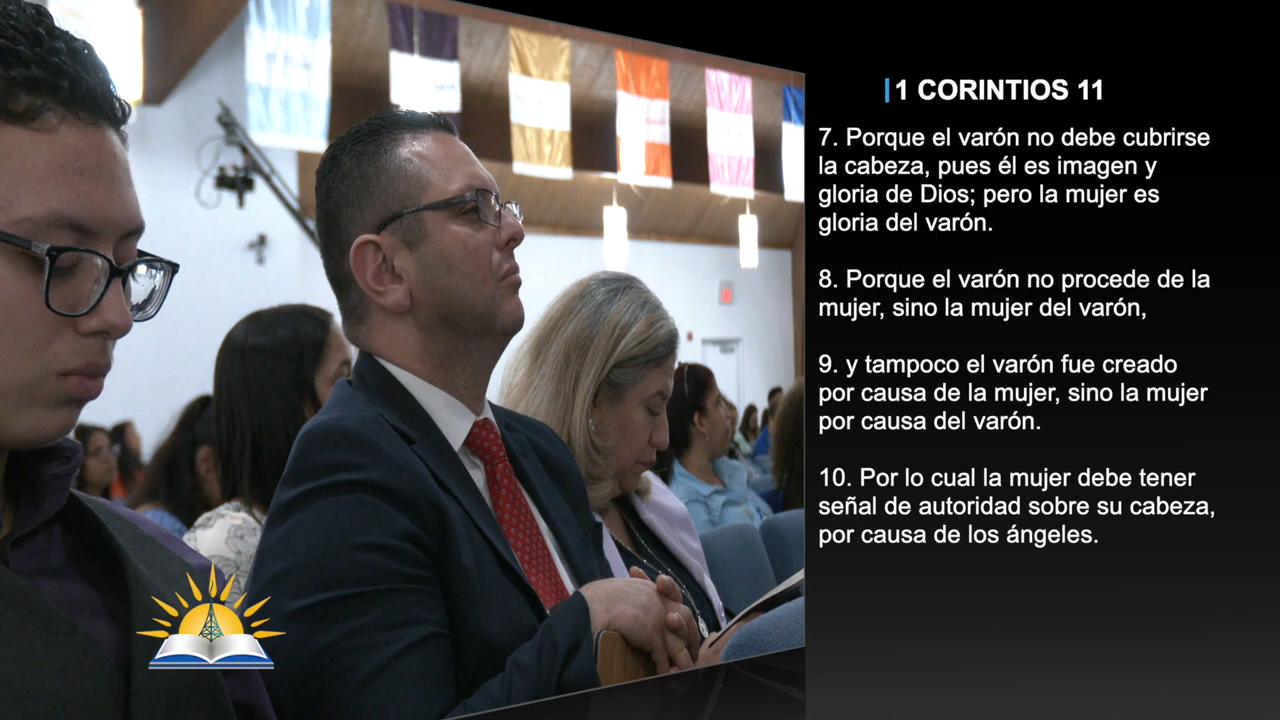 1 CORINTIOS 11
7. Porque el varón no debe cubrirse
la cabeza, pues él es imagen y
gloria de Dios; pero la mujer es
gloria del varón.
8. Porque el varón no procede de la
mujer, sino la mujer del varón,
9. y tampoco el varón fue creado
por causa de la mujer, sino la mujer
por causa del varón.
10. Por lo cual la mujer debe tener
señal de autoridad sobre su cabeza,
por causa de los ángeles.